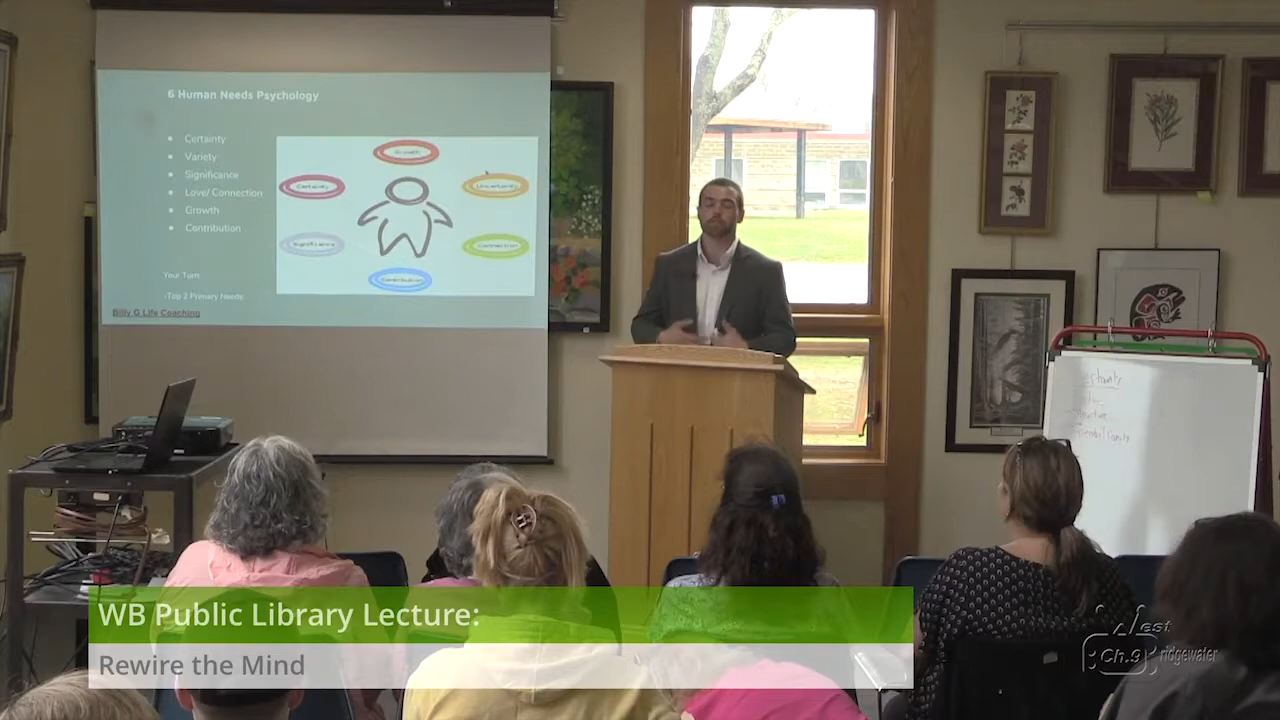 6 Human Needs Psychology
● Certainty
● Variety
● Significance
● Love/ Connection
● Growth
● Contribution
Growth
Certainty
Uncertainty
Significance
Connection
Contribution
Your Turn:
-Top 2 Primary Needs:
Billy G Life Coaching
WB Public Library Lecture:
Rewire the Mind
West
Ch.9 Bridgewater